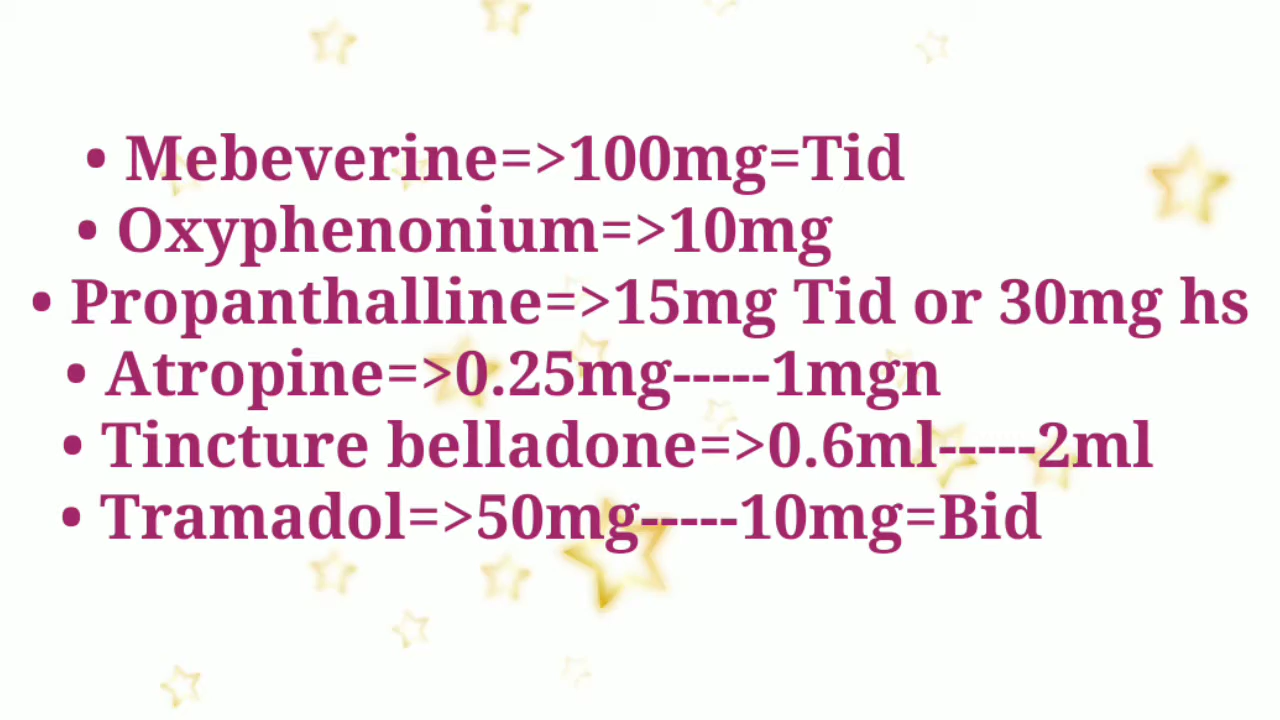 • Mebeverine=>100mg=Tid
• Oxyphenonium=>10mg
• Propanthalline=>15mg Tid or 30mg hs
• Atropine=>0.25mg-----1mgn
• Tincture belladone=>0.6ml-----2ml
• Tramadol=>50mg-----10mg=Bid